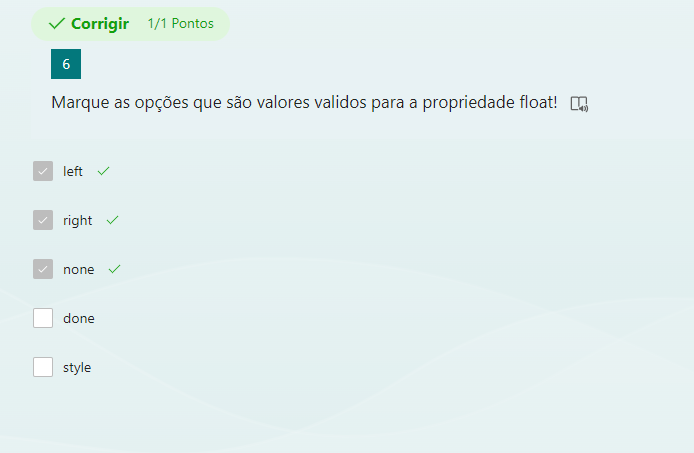 Corrigir 1/1 Pontos
6
Marque as opções que são valores validos para a propriedade float!
left
right
none
done
style